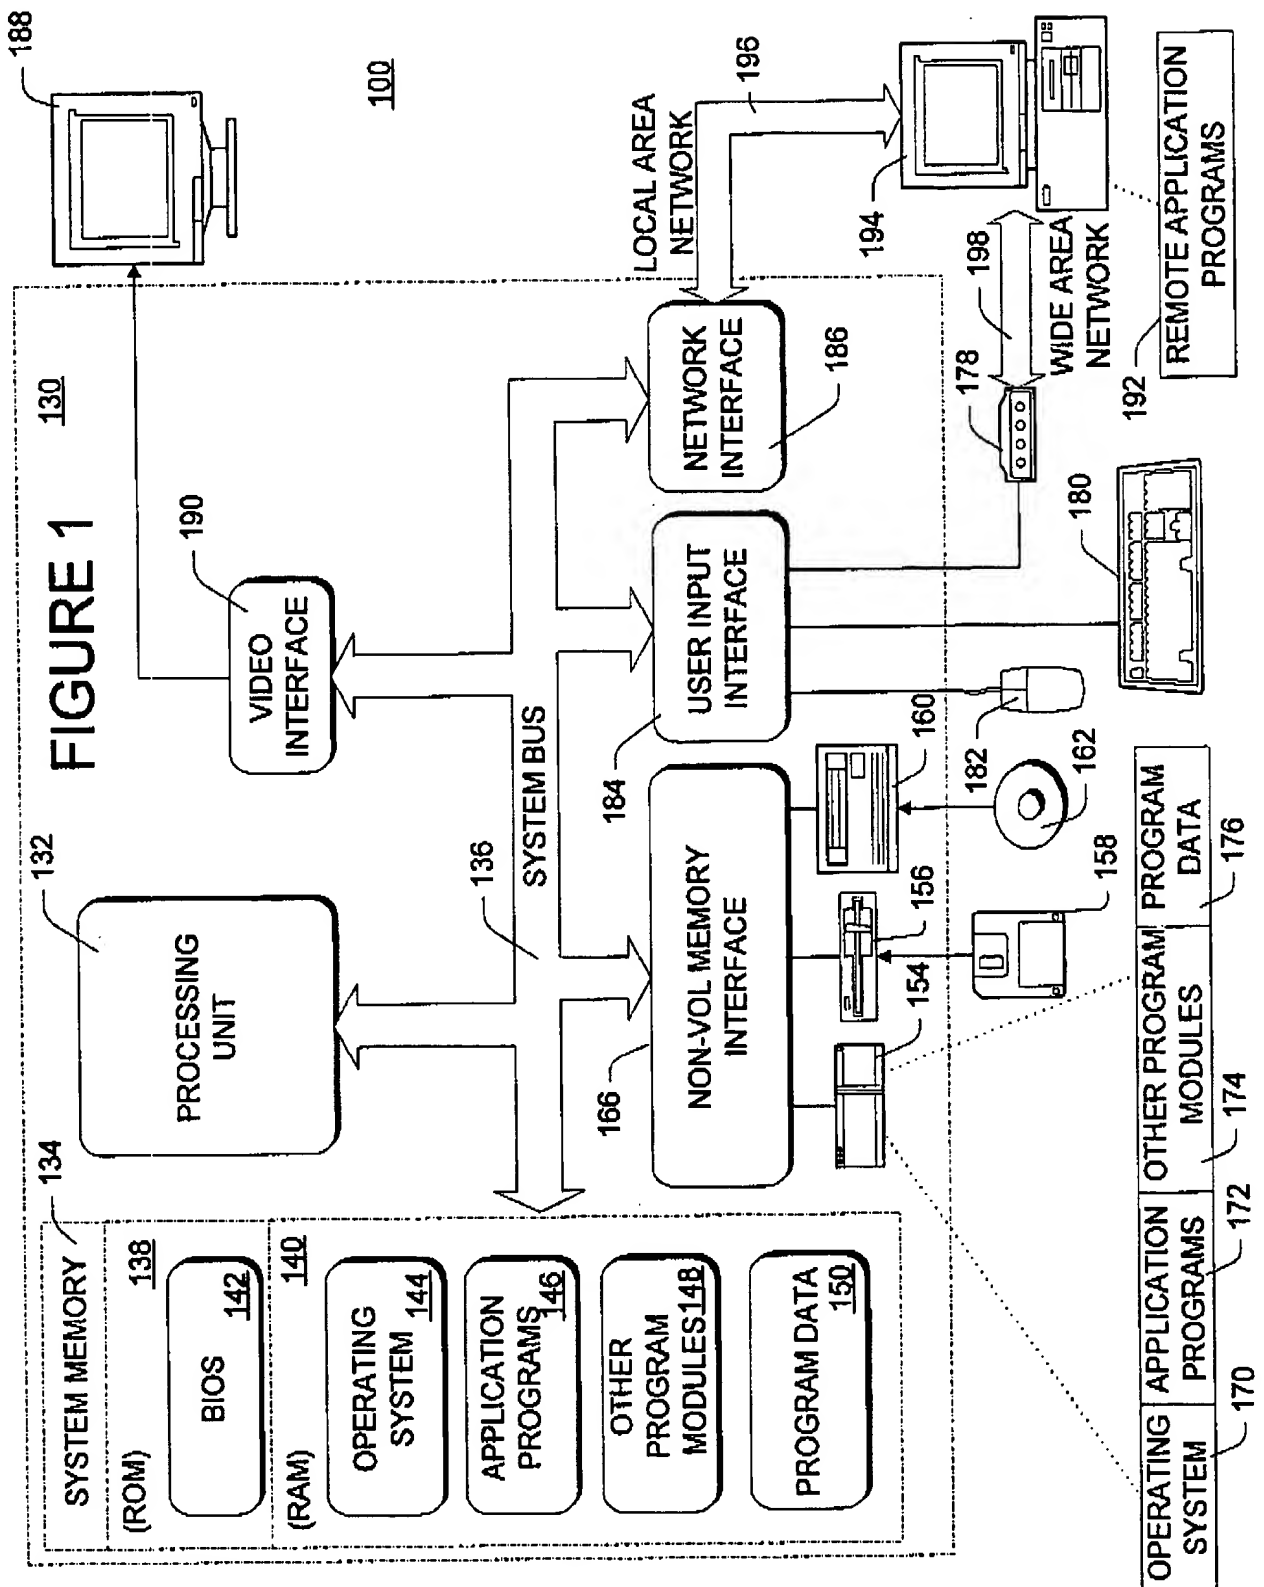 FIGURE 1
130
100
188
SYSTEM MEMORY
134
(ROM)
138
BIOS
142
(RAM)
140
OPERATING
SYSTEM
144
APPLICATION
PROGRAMS
146
OTHER
PROGRAM
MODULES
148
PROGRAM DATA
150
132
PROCESSING
UNIT
190
VIDEO
INTERFACE
136
SYSTEM BUS
166
NON-VOL MEMORY
INTERFACE
184
USER INPUT
INTERFACE
NETWORK
INTERFACE
186
LOCAL AREA
NETWORK
196
194
198
WIDE AREA
NETWORK
178
154
156
160
158
162
182
180
192
REMOTE APPLICATION
PROGRAMS
OPERATING
SYSTEM
170
APPLICATION
PROGRAMS
172
OTHER PROGRAM
MODULES
174
PROGRAM
DATA
176